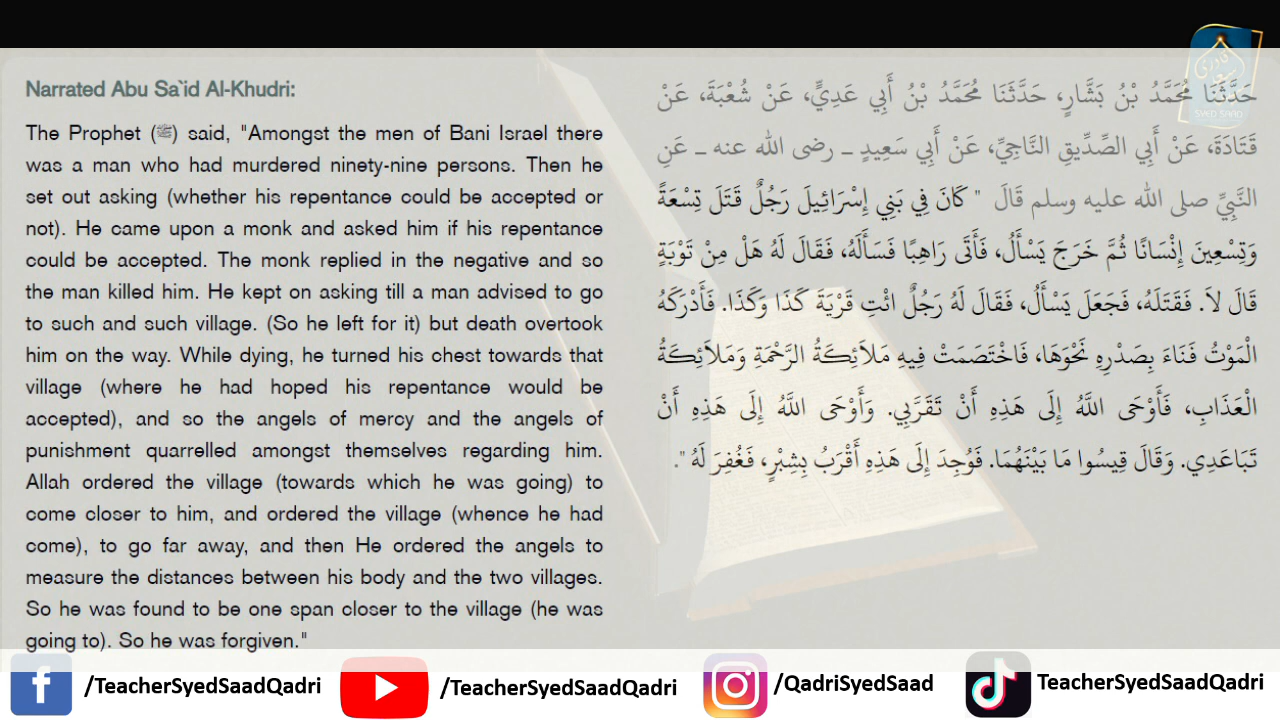 Narrated Abu Sa`id Al-Khudri:
The Prophet (ﷺ) said, "Amongst the men of Bani Israel there
was a man who had murdered ninety-nine persons. Then he
set out asking (whether his repentance could be accepted or
not). He came upon a monk and asked him if his repentance
could be accepted. The monk replied in the negative and so
the man killed him. He kept on asking till a man advised to go
to such and such village. (So he left for it) but death overtook
him on the way. While dying, he turned his chest towards that
village (where he had hoped his repentance would be
accepted), and so the angels of mercy and the angels of
punishment quarrelled amongst themselves regarding him.
Allah ordered the village (towards which he was going) to
come closer to him, and ordered the village (whence he had
come), to go far away, and then He ordered the angels to
measure the distances between his body and the two villages.
So he was found to be one span closer to the village (he was
going to). So he was forgiven."
حَدَّثَنَا مُحَمَّدُ بْنُ بَشَّارٍ، حَدَّثَنَا مُحَمَّدُ بْنُ أَبِي عَدِيٍّ، عَنْ شُعْبَةَ، عَنْ
قَتَادَةَ، عَنْ أَبِي الصِّدِّيقِ النَّاجِيِّ، عَنْ أَبِي سَعِيدٍ ـ رضى الله عنه ـ عَنِ
النَّبِيِّ صلى الله عليه وسلم قَالَ " كَانَ فِي بَنِي إِسْرَائِيلَ رَجُلٌ قَتَلَ تِسْعَةً
وَتِسْعِينَ إِنْسَانًا ثُمَّ خَرَجَ يَسْأَلُ، فَأَتَى رَاهِبًا فَسَأَلَهُ، فَقَالَ لَهُ هَلْ مِنْ تَوْبَةٍ
قَالَ لاَ. فَقَتَلَهُ، فَجَعَلَ يَسْأَلُ، فَقَالَ لَهُ رَجُلٌ ائْتِ قَرْيَةَ كَذَا وَكَذَا. فَأَدْرَكَهُ
الْمَوْتُ فَنَاءَ بِصَدْرِهِ نَحْوَهَا، فَاخْتَصَمَتْ فِيهِ مَلاَئِكَةُ الرَّحْمَةِ وَمَلاَئِكَةُ
الْعَذَابِ، فَأَوْحَى اللَّهُ إِلَى هَذِهِ أَنْ تَقَرَّبِي. وَأَوْحَى اللَّهُ إِلَى هَذِهِ أَنْ
تَبَاعَدِي. وَقَالَ قِيسُوا مَا بَيْنَهُمَا. فَوُجِدَ إِلَى هَذِهِ أَقْرَبُ بِشِبْرٍ، فَغُفِرَ لَهُ ".
SYED SAAD
/TeacherSyedSaadQadri
/TeacherSyedSaadQadri
/QadriSyedSaad
TeacherSyedSaadQadri